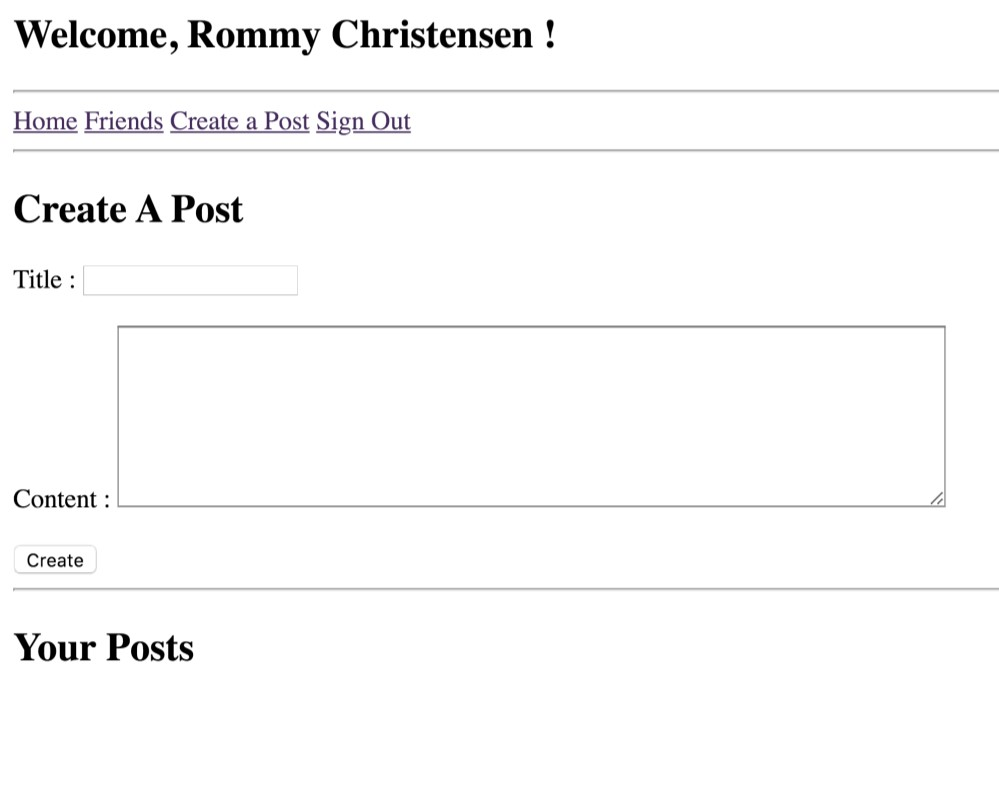 Welcome, Rommy Christensen !
Home Friends Create a Post Sign Out
Create A Post
Title :
Content :
Create
Your Posts